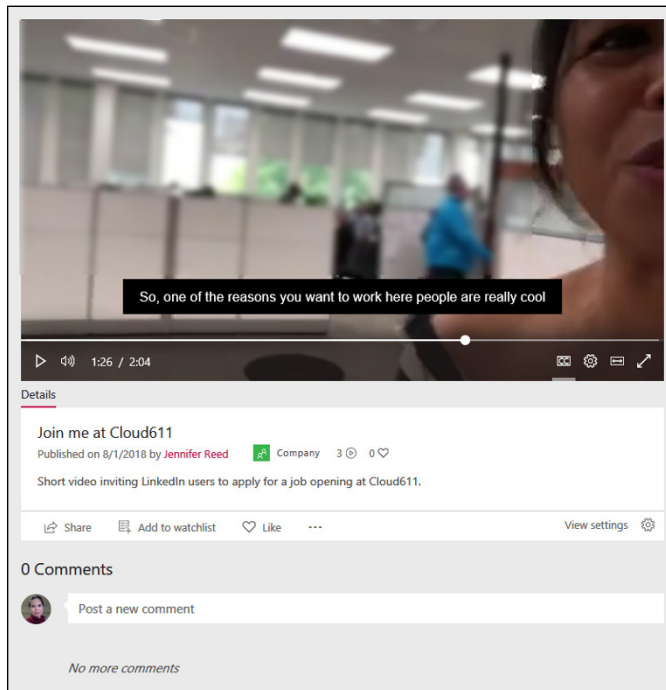 So, one of the reasons you want to work here people are really cool
1:26 / 2:04
CC
Details
Join me at Cloud611
Published on 8/1/2018 by Jennifer Reed Company 3 0
Short video inviting LinkedIn users to apply for a job opening at Cloud611.
Share Add to watchlist Like ... View settings
0 Comments
Post a new comment
No more comments